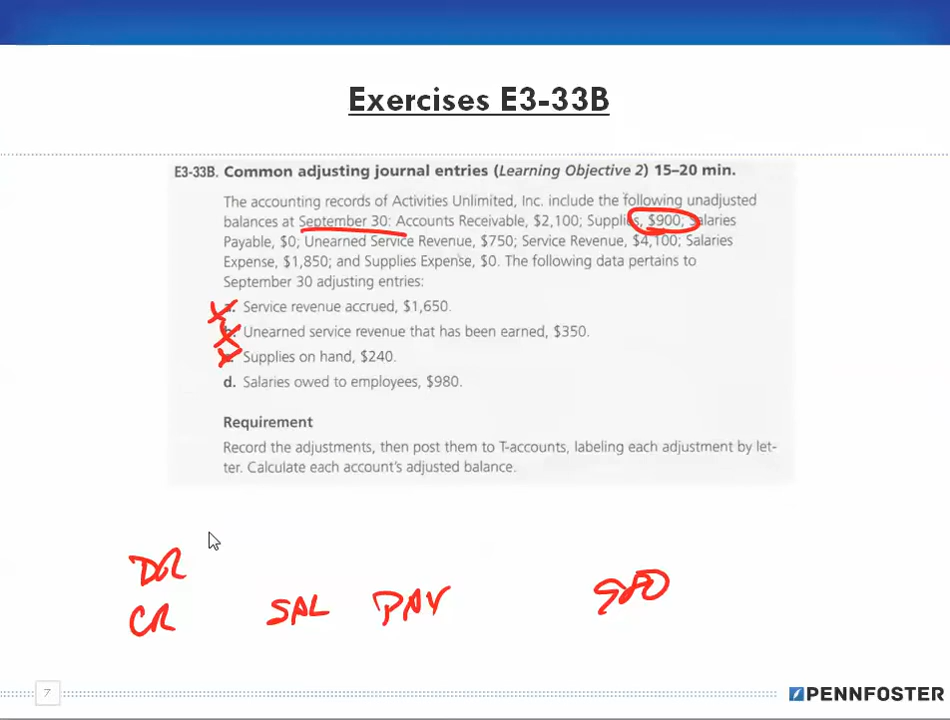 Exercises E3-33B
E3-33B. Common adjusting journal entries (Learning Objective 2) 15–20 min.
The accounting records of Activities Unlimited, Inc. include the following unadjusted
balances at September 30: Accounts Receivable, $2,100; Supplies, $900; Salaries
Payable, $0; Unearned Service Revenue, $750; Service Revenue, $4,100; Salaries
Expense, $1,850; and Supplies Expense, $0. The following data pertains to
September 30 adjusting entries:
a. Service revenue accrued, $1,650.
b. Unearned service revenue that has been earned, $350.
c. Supplies on hand, $240.
d. Salaries owed to employees, $980.
Requirement
Record the adjustments, then post them to T-accounts, labeling each adjustment by let-
ter. Calculate each account's adjusted balance.
DR
CR SAL PAY 980
7
PENNFOSTER